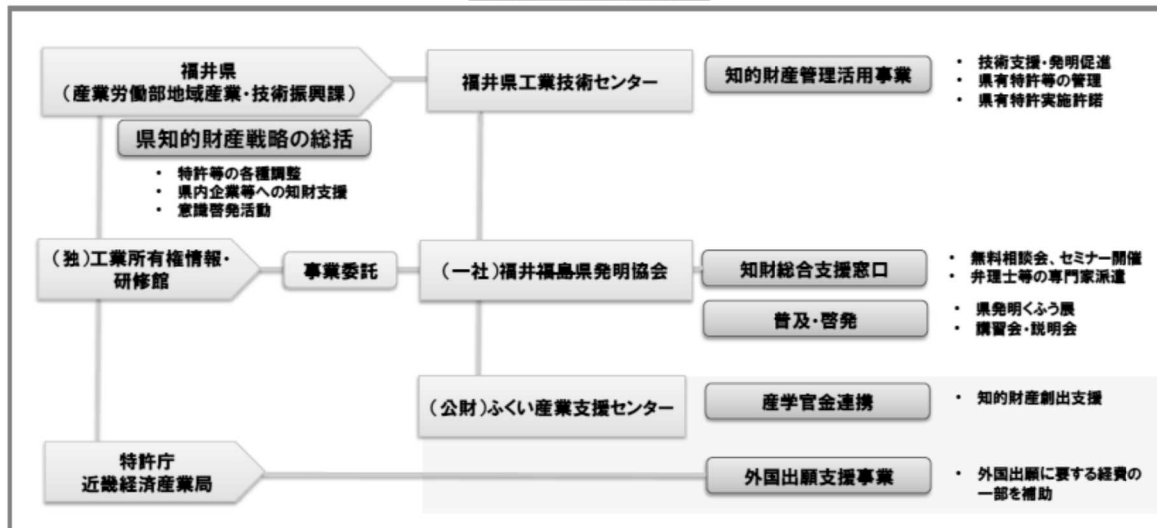 福井県
（産業労働部地域産業・技術振興課）
県知的財産戦略の総括
・ 特許等の各種調整
・ 県内企業等への知財支援
・ 意識啓発活動
福井県工業技術センター
知的財産管理活用事業
・ 技術支援・発明促進
・ 県有特許等の管理
・ 県有特許実施許諾
（独）工業所有権情報・
研修館
事業委託
（一社）福井福島県発明協会
知財総合支援窓口
・ 無料相談会、セミナー開催
・ 弁理士等の専門家派遣
普及・啓発
・ 県発明くふう展
・ 講習会・説明会
（公財）ふくい産業支援センター
産学官金連携
・ 知的財産創出支援
特許庁
近畿経済産業局
外国出願支援事業
・ 外国出願に要する経費の
一部を補助